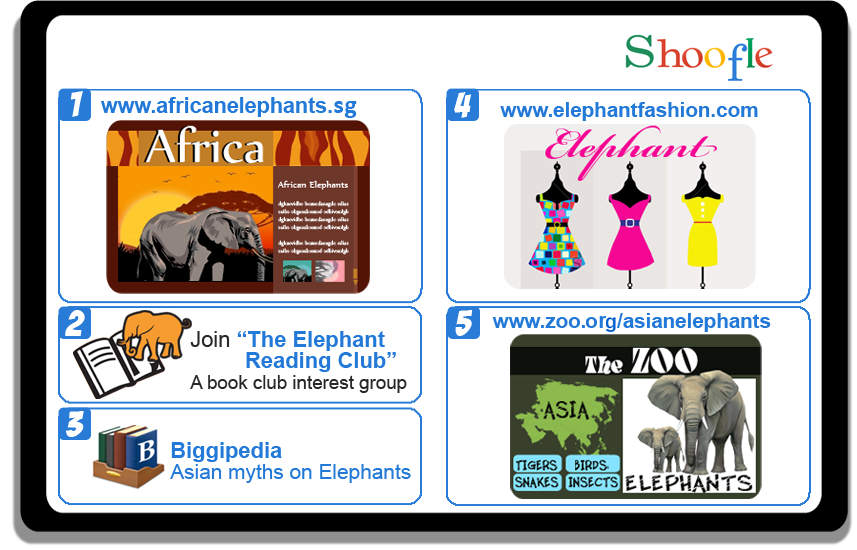 Shoofle
1 www.africanelephants.sg
Africa
African Elephants
2
Join “The Elephant
Reading Club”
A book club interest group
3
B
Biggipedia
Asian myths on Elephants
4 www.elephantfashion.com
Elephant
5 www.zoo.org/asianelephants
The ZOO
ASIA
TIGERS BIRDS.
SNAKES INSECTS
ELEPHANTS